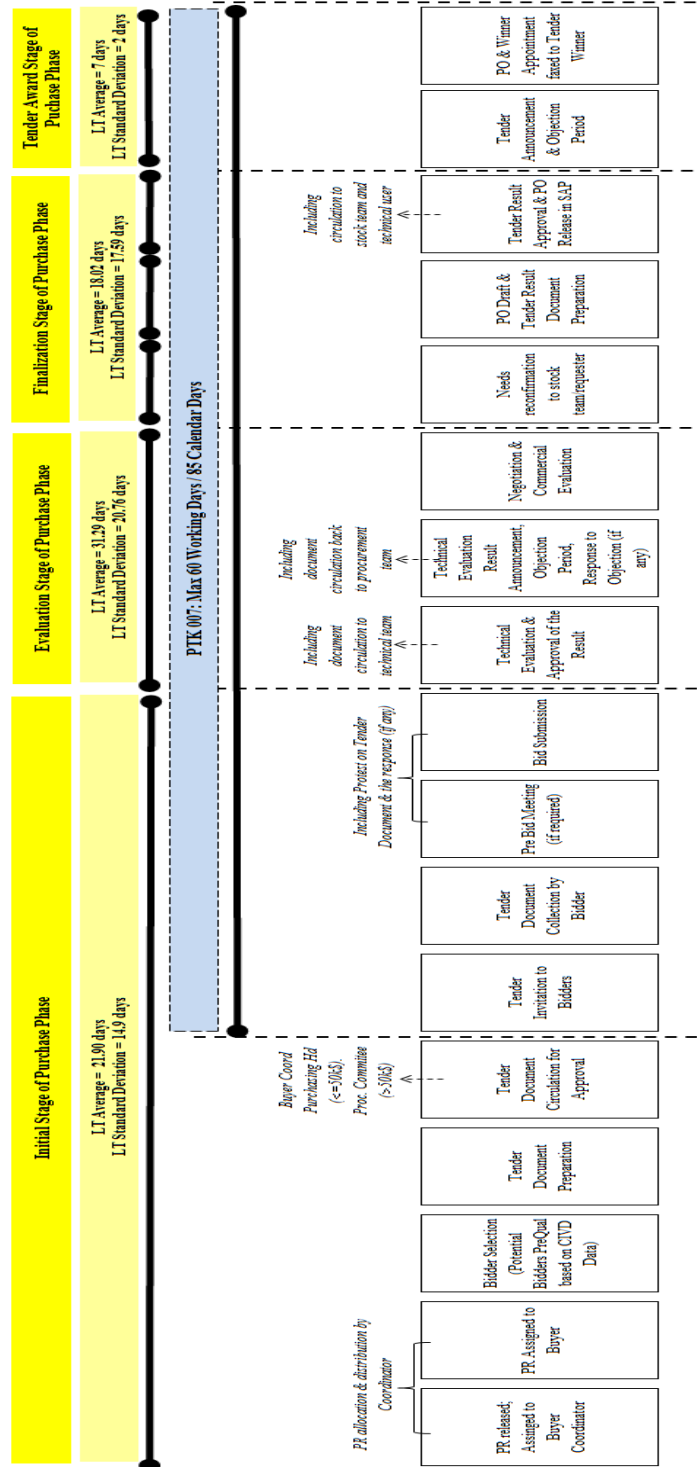 Initial Stage of Purchase Phase
Evaluation Stage of Purchase Phase
Finalization Stage of Purchase Phase
Tender Award Stage of
Puchase Phase
LT Average = 21.90 days
LT Standard Deviation = 14.9 days
LT Average = 31.29 days
LT Standard Deviation = 20.76 days
LT Average = 18.02 days
LT Standard Deviation = 17.59 days
LT Average = 7 days
LT Standard Deviation = 2 days
PTK 007: Max 60 Working Days / 85 Calendar Days
PR allocation & distribution by
Coordinator
Buyer Coord
Purchasing Hd
(<=50k$).
Proc. Commitee
(>50k$)
Including Protest on Tender
Document & the response (if any)
Including
document
circulation to
technical team
Including
document
circulation back
to procurement
team
Including
circulation to
stock team and
technical user
PR released;
Assinged to
Buyer
Coordinator
PR Assigned to
Buyer
Bidder Selection
(Potential
Bidders PreQual
based on CIVD
Data)
Tender
Document
Preparation
Tender
Document
Circulation for
Approval
Tender
Invitation to
Bidders
Tender
Document
Collection by
Bidder
Pre Bid Meeting
(if required)
Bid Submission
Technical
Evaluation &
Approval of the
Result
Technical
Evaluation
Result
Announcement,
Objection
Period,
Response to
Objection (if
any)
Negotiation &
Commercial
Evaluation
Needs
reconfirmation
to stock
team/requester
PO Draft &
Tender Result
Document
Preparation
Tender Result
Approval & PO
Release in SAP
Tender
Announcement
& Objection
Period
PO & Winner
Appointment
faxed to Tender
Winner